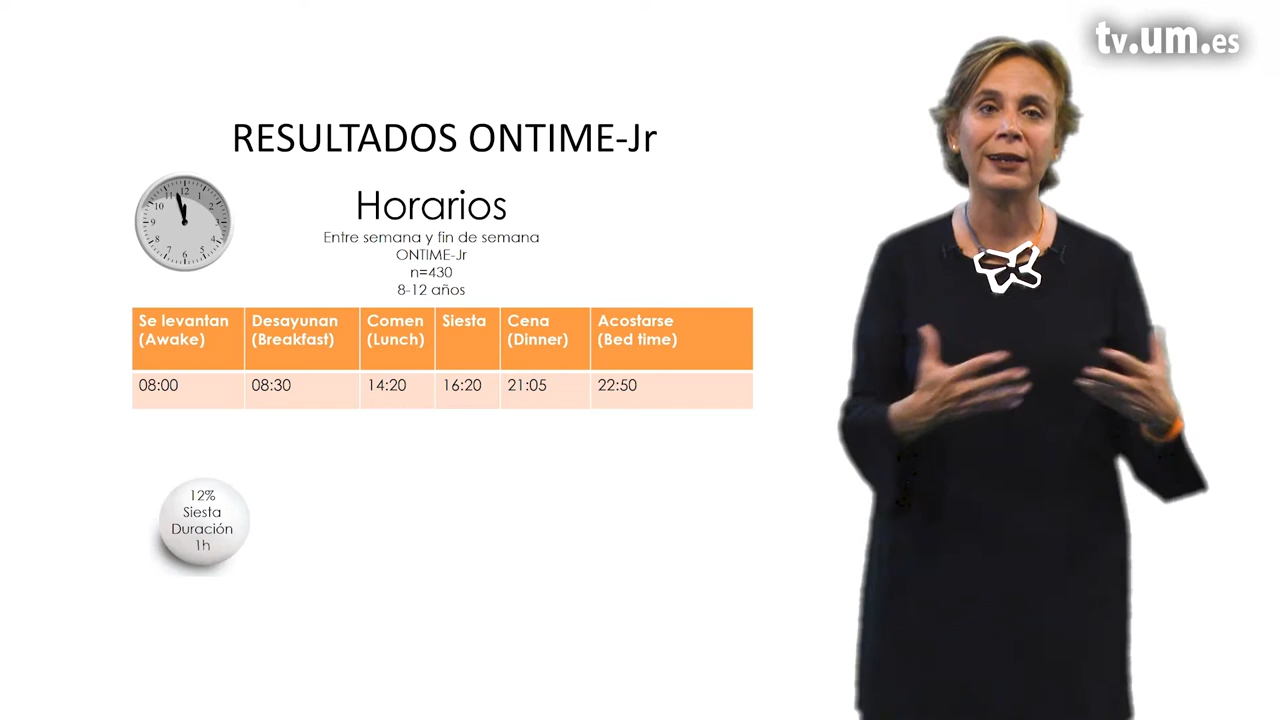 tv.um.es
RESULTADOS ONTIME-Jr
Horarios
Entre semana y fin de semana
ONTIME-Jr
n=430
8-12 años
Se levantan (Awake)
Desayunan (Breakfast)
Comen (Lunch)
Siesta
Cena (Dinner)
Acostarse (Bed time)
08:00
08:30
14:20
16:20
21:05
22:50
12%
Siesta
Duración
1h